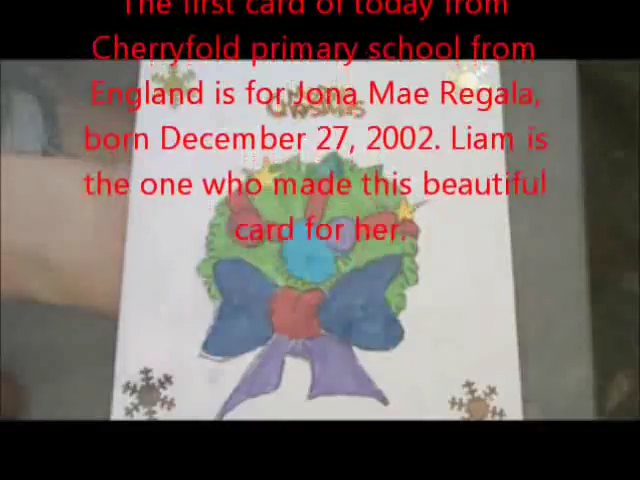 The first card of today from
Cherryfold primary school from
England is for Jona Mae Regala,
born December 27, 2002. Liam is
the one who made this beautiful
card for her.